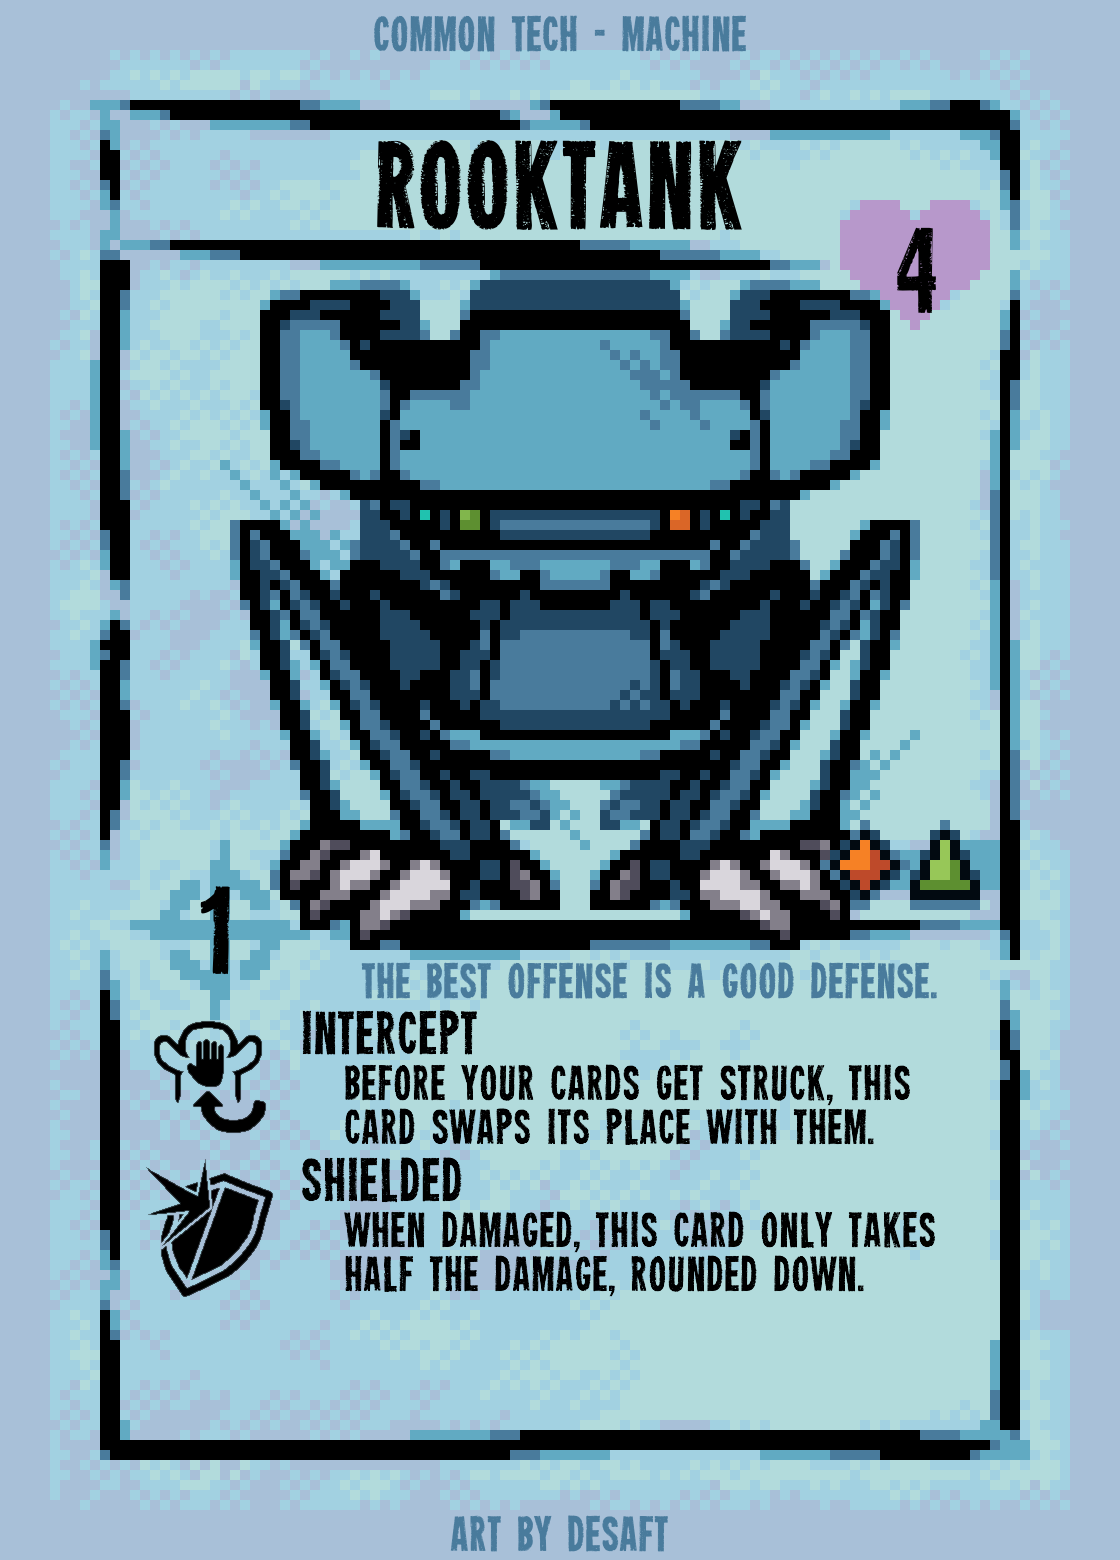 COMMON TECH - MACHINE
ROOKTANK
4
1
THE BEST OFFENSE IS A GOOD DEFENSE.
INTERCEPT
BEFORE YOUR CARDS GET STRUCK, THIS
CARD SWAPS ITS PLACE WITH THEM.
SHIELDED
WHEN DAMAGED, THIS CARD ONLY TAKES
HALF THE DAMAGE, ROUNDED DOWN.
ART BY DESAFT